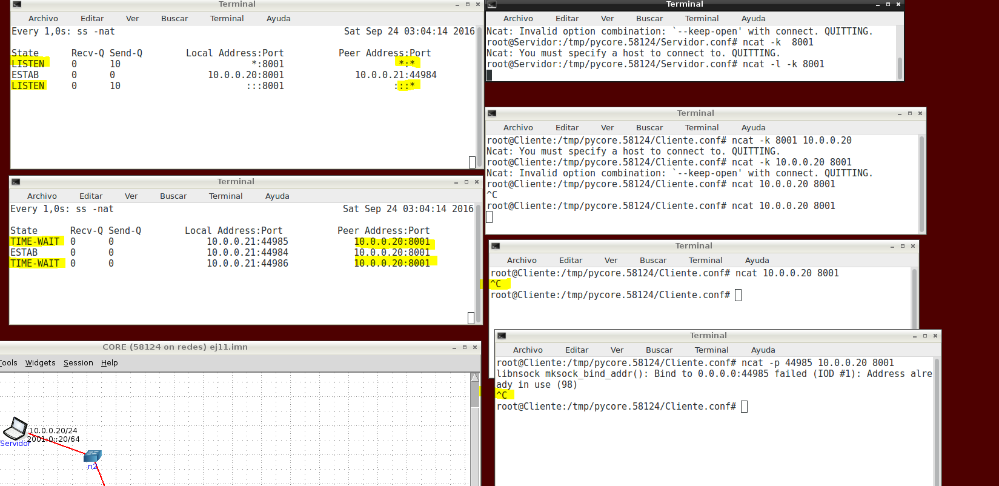 Terminal
Archivo Editar Ver Buscar Terminal Ayuda
Every 1,0s: ss -nat Sat Sep 24 03:04:14 2016
State Recv-Q Send-Q Local Address:Port Peer Address:Port
LISTEN 0 10 *:8001 *:*
ESTAB 0 0 10.0.0.20:8001 10.0.0.21:44984
LISTEN 0 10 :::8001 :::*
Terminal
Archivo Editar Ver Buscar Terminal Ayuda
Every 1,0s: ss -nat Sat Sep 24 03:04:14 2016
State Recv-Q Send-Q Local Address:Port Peer Address:Port
TIME-WAIT 0 0 10.0.0.21:44985 10.0.0.20:8001
ESTAB 0 0 10.0.0.21:44984 10.0.0.20:8001
TIME-WAIT 0 0 10.0.0.21:44986 10.0.0.20:8001
CORE (58124 on redes) ej11.imn
Tools Widgets Session Help
10.0.0.20/24
2001:0::20/64
Servidor
n2
Terminal
Archivo Editar Ver Buscar Terminal Ayuda
Ncat: Invalid option combination: `--keep-open' with connect. QUITTING.
root@Servidor:/tmp/pycore.58124/Servidor.conf# ncat -k  8001
Ncat: You must specify a host to connect to. QUITTING.
root@Servidor:/tmp/pycore.58124/Servidor.conf# ncat -l -k 8001
Terminal
Archivo Editar Ver Buscar Terminal Ayuda
root@Cliente:/tmp/pycore.58124/Cliente.conf# ncat -k 8001 10.0.0.20
Ncat: You must specify a host to connect to. QUITTING.
root@Cliente:/tmp/pycore.58124/Cliente.conf# ncat -k 10.0.0.20 8001
Ncat: Invalid option combination: `--keep-open' with connect. QUITTING.
root@Cliente:/tmp/pycore.58124/Cliente.conf# ncat 10.0.0.20 8001
^C
root@Cliente:/tmp/pycore.58124/Cliente.conf# ncat 10.0.0.20 8001
Terminal
Archivo Editar Ver Buscar Terminal Ayuda
root@Cliente:/tmp/pycore.58124/Cliente.conf# ncat 10.0.0.20 8001
^C
root@Cliente:/tmp/pycore.58124/Cliente.conf#
Terminal
Archivo Editar Ver Buscar Terminal Ayuda
root@Cliente:/tmp/pycore.58124/Cliente.conf# ncat -p 44985 10.0.0.20 8001
libnsock mksock_bind_addr(): Bind to 0.0.0.0:44985 failed (IOD #1): Address alre
ady in use (98)
^C
root@Cliente:/tmp/pycore.58124/Cliente.conf#